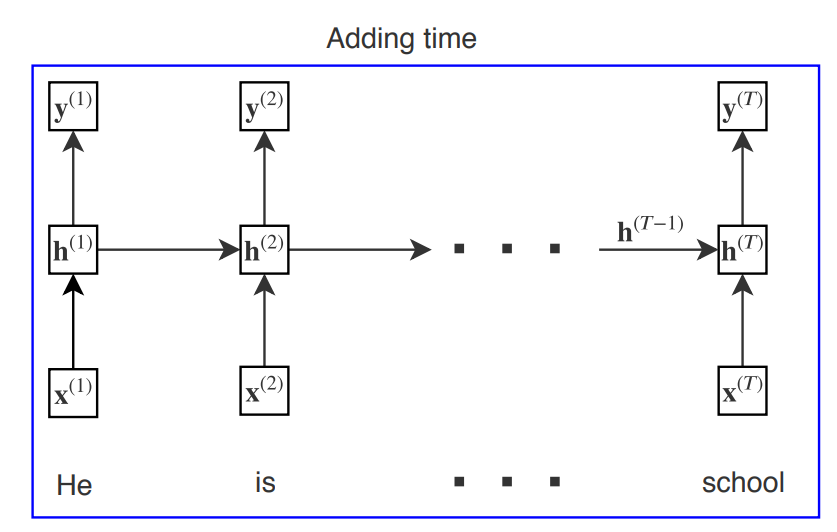 Adding time
y^(1) y^(2) y^(T)
h^(T−1)
h^(1) h^(2) . . . h^(T)
x^(1) x^(2) x^(T)
He is . . . school